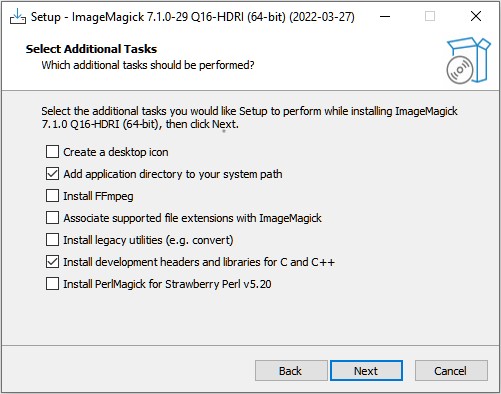 Setup - ImageMagick 7.1.0-29 Q16-HDRI (64-bit) (2022-03-27)
Select Additional Tasks
Which additional tasks should be performed?
Select the additional tasks you would like Setup to perform while installing ImageMagick
7.1.0 Q16-HDRI (64-bit), then click Next.
Create a desktop icon
Add application directory to your system path
Install FFmpeg
Associate supported file extensions with ImageMagick
Install legacy utilities (e.g. convert)
Install development headers and libraries for C and C++
Install PerlMagick for Strawberry Perl v5.20
Back Next Cancel